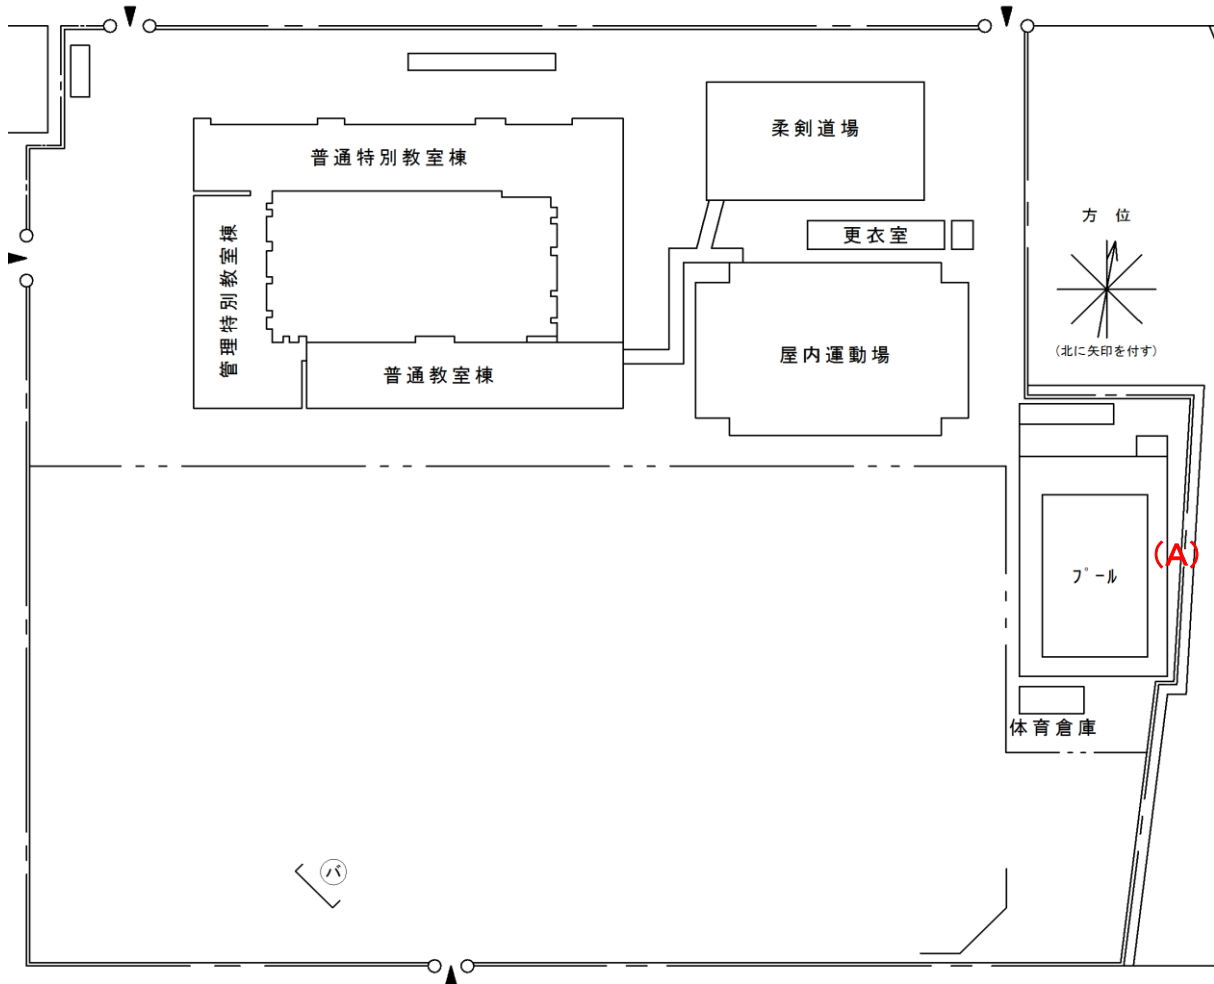 柔剣道場
普通特別教室棟
方 位
更衣室
管理特別教室棟
(北に矢印を付す)
屋内運動場
普通教室棟
(A)
プール
体育倉庫
バ